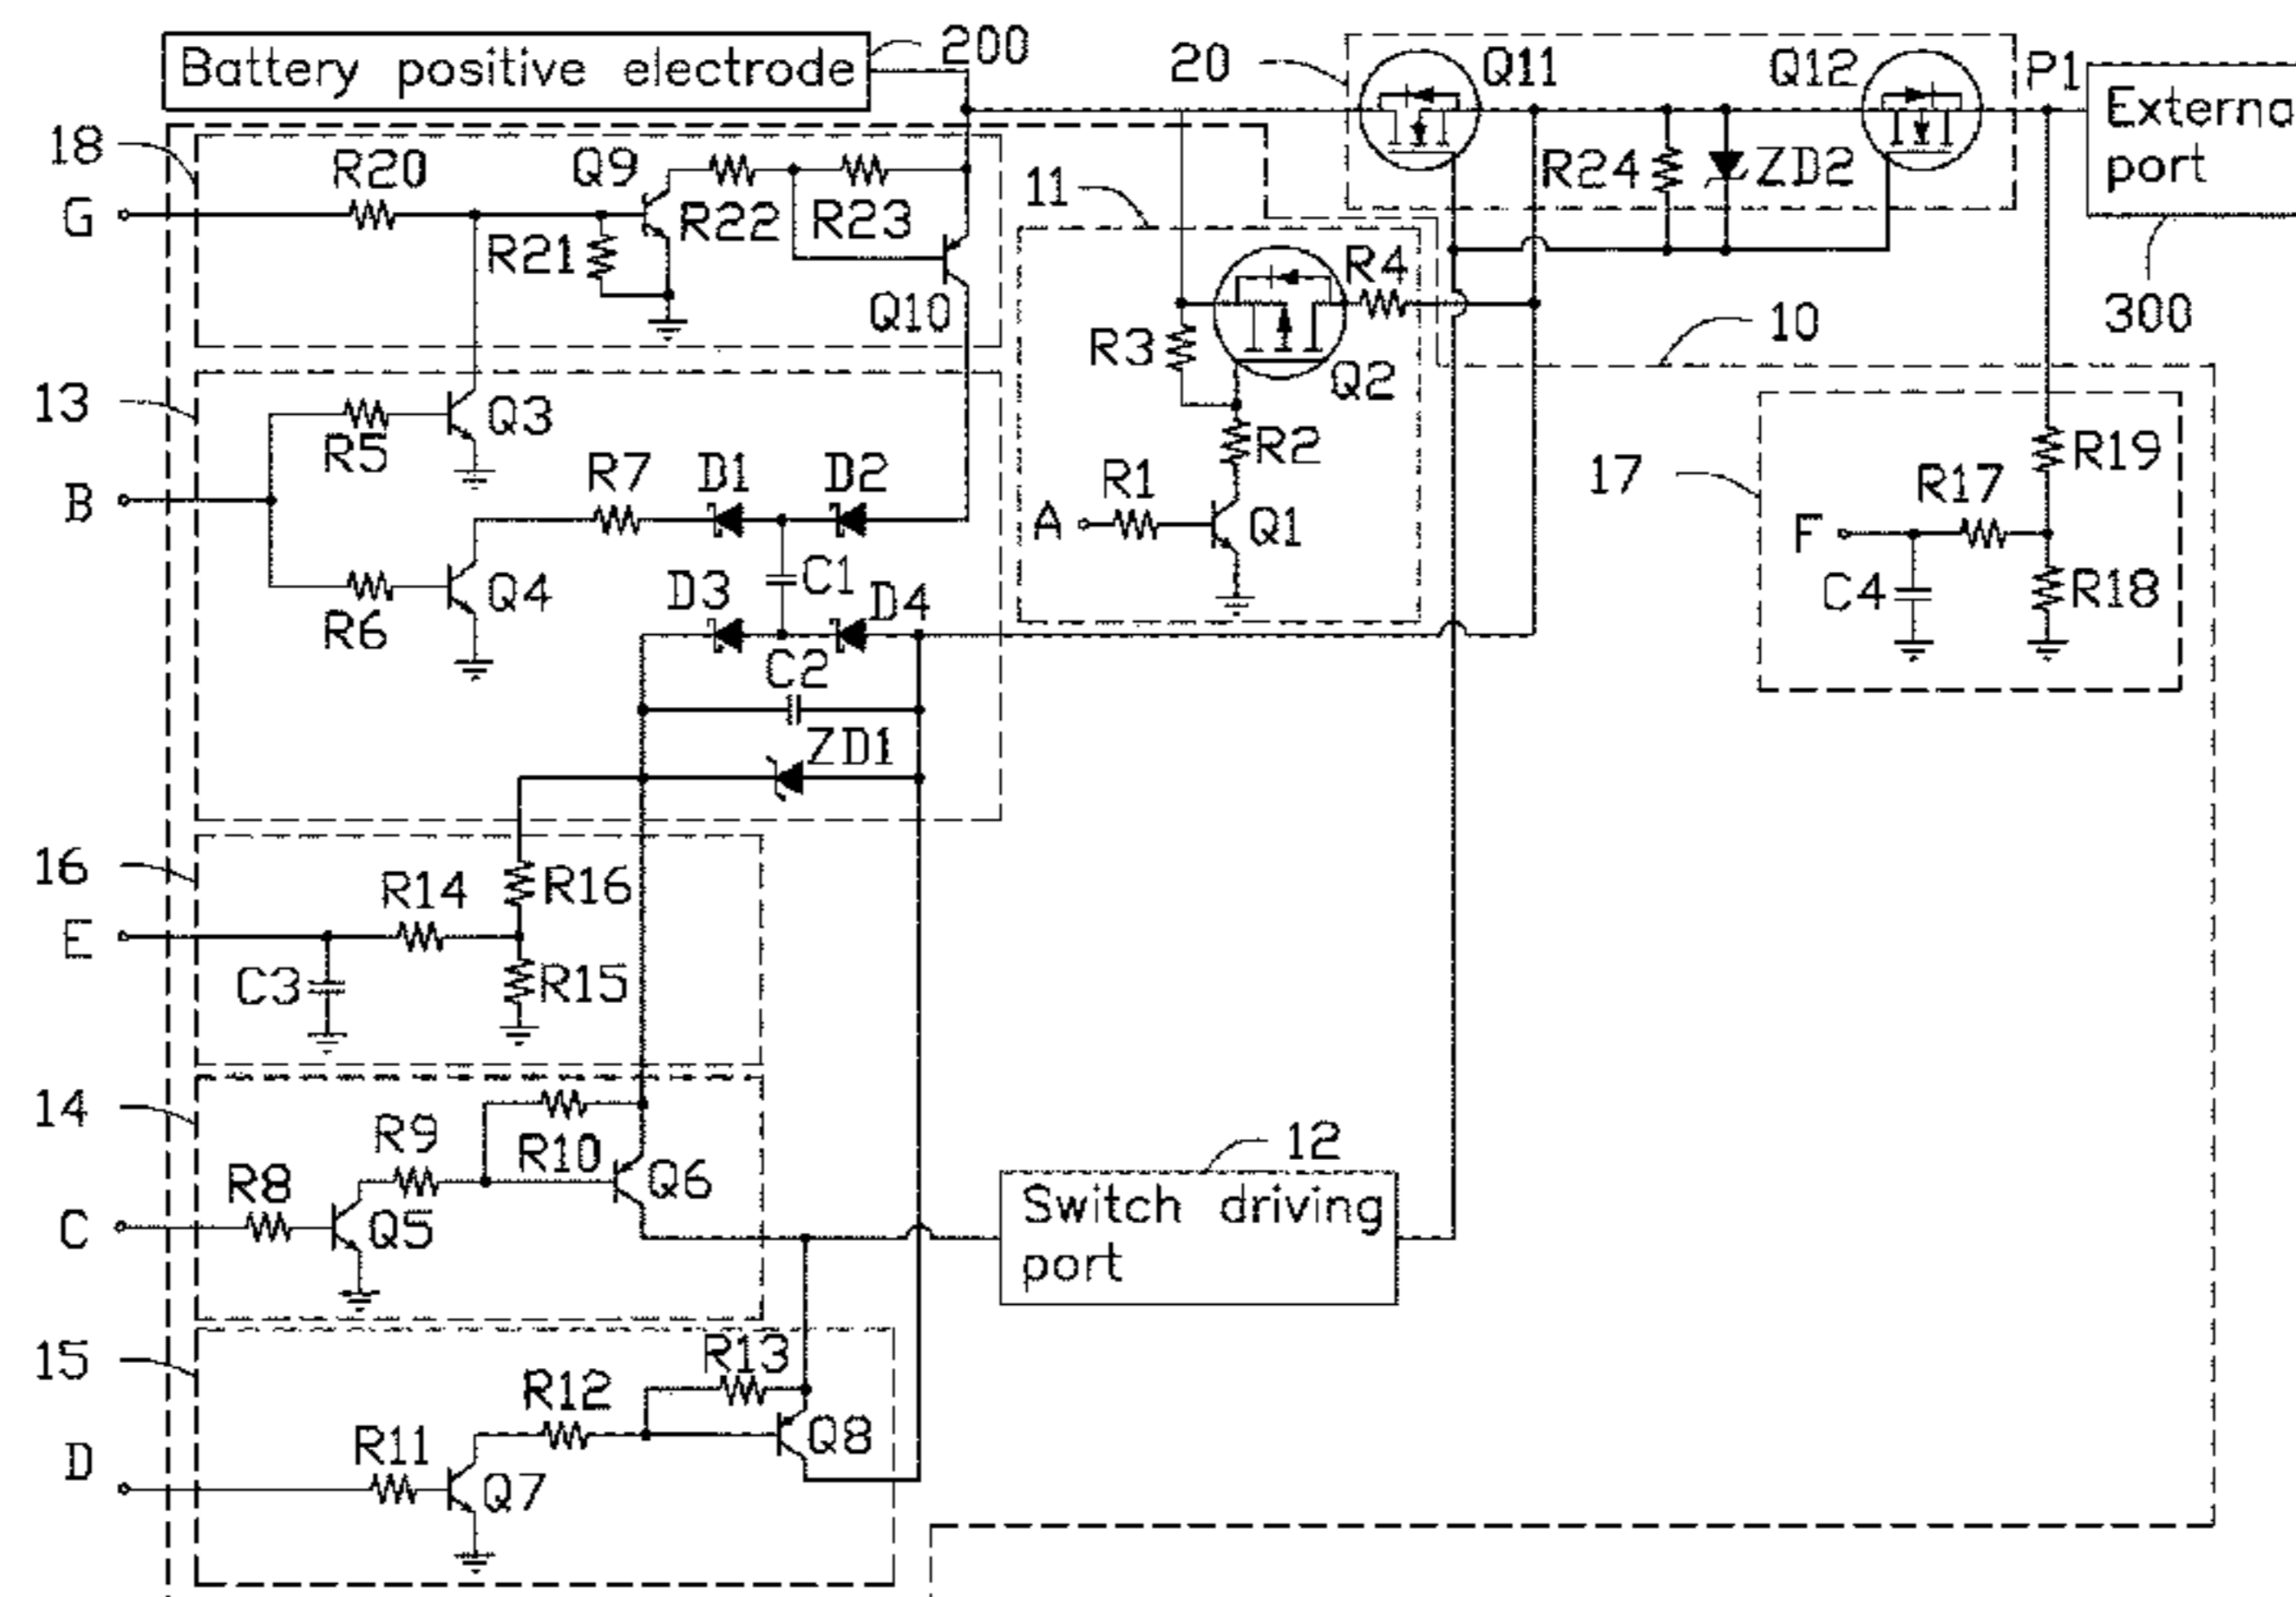 Battery positive electrode
200
20
Q11
Q12
P1
Externa
port
300
18
G
R20
Q9
R22
R23
R21
Q10
11
R24
ZD2
R4
R3
Q2
10
13
R5
Q3
B
R7
D1
D2
R2
A
R1
Q1
17
R19
R17
F
C4
R18
R6
Q4
C1
D3
D4
C2
ZD1
16
R14
R16
E
C3
R15
14
R9
R10
Q6
R8
C
Q5
12
Switch driving
port
15
R13
R12
Q8
R11
D
Q7